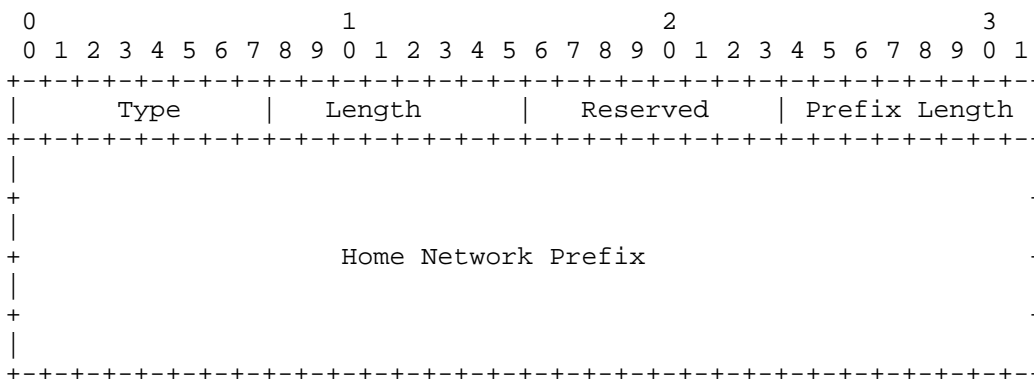 0                   1                   2                   3
 0 1 2 3 4 5 6 7 8 9 0 1 2 3 4 5 6 7 8 9 0 1 2 3 4 5 6 7 8 9 0 1
+-+-+-+-+-+-+-+-+-+-+-+-+-+-+-+-+-+-+-+-+-+-+-+-+-+-+-+-+-+-+-+-
|      Type     |   Length      |   Reserved    | Prefix Length
+-+-+-+-+-+-+-+-+-+-+-+-+-+-+-+-+-+-+-+-+-+-+-+-+-+-+-+-+-+-+-+-
|
+                                                               -
|
+                    Home Network Prefix                        -
|
+                                                               -
|
+-+-+-+-+-+-+-+-+-+-+-+-+-+-+-+-+-+-+-+-+-+-+-+-+-+-+-+-+-+-+-+-